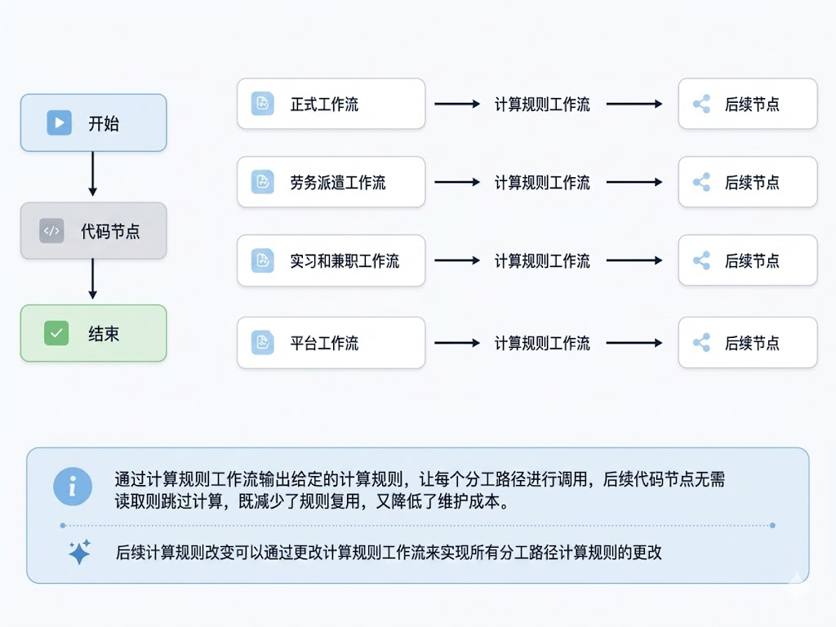 开始
代码节点
结束
正式工作流
计算规则工作流
后续节点
劳务派遣工作流
计算规则工作流
后续节点
实习和兼职工作流
计算规则工作流
后续节点
平台工作流
计算规则工作流
后续节点
通过计算规则工作流输出给定的计算规则，让每个分工路径进行调用，后续代码节点无需
读取则跳过计算，既减少了规则复用，又降低了维护成本。
后续计算规则改变可以通过更改计算规则工作流来实现所有分工路径计算规则的更改